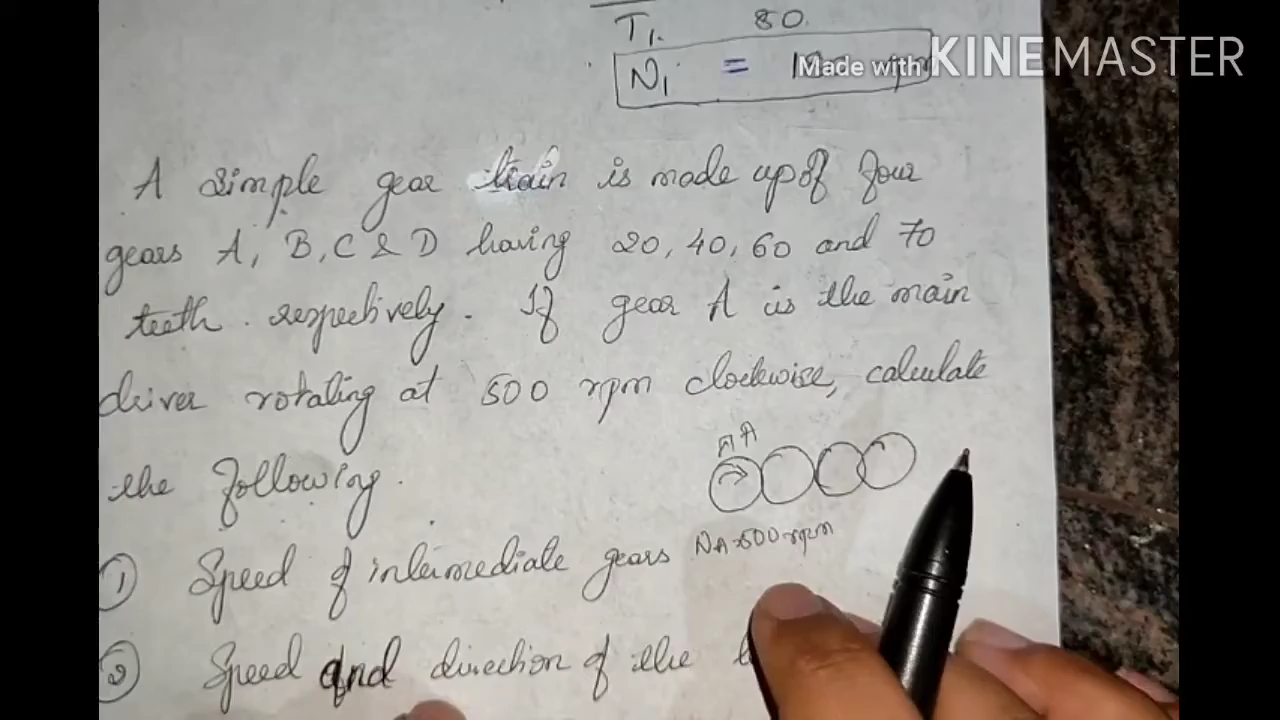 T1. 80
N1 =
Made with KINEMASTER
A simple gear train is made up of four
gears A, B, C & D having 20, 40, 60 and 70
teeth. respectively. If gear A is the main
driver rotating at 500 rpm clockwise, calculate
the following.
A
① Speed of intermediate gears NA=500 rpm
② Speed and direction of the